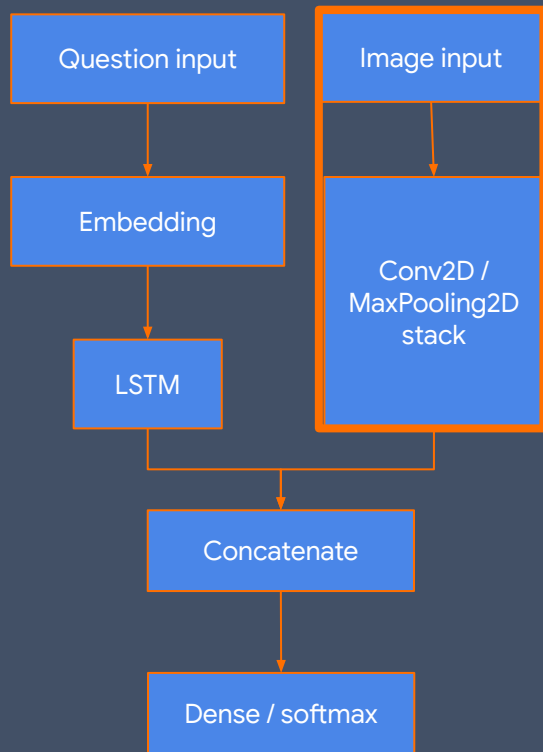 Question input
Image input
Embedding
Conv2D /
MaxPooling2D
stack
LSTM
Concatenate
Dense / softmax